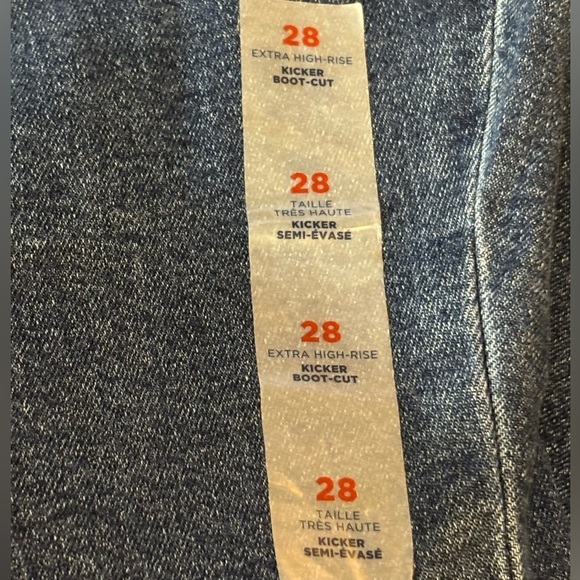 28
EXTRA HIGH-RISE
KICKER
BOOT-CUT
28
TAILLE
TRÈS HAUTE
KICKER
SEMI-ÉVASÉ
28
EXTRA HIGH-RISE
KICKER
BOOT-CUT
28
TAILLE
TRÈS HAUTE
KICKER
SEMI-ÉVASÉ